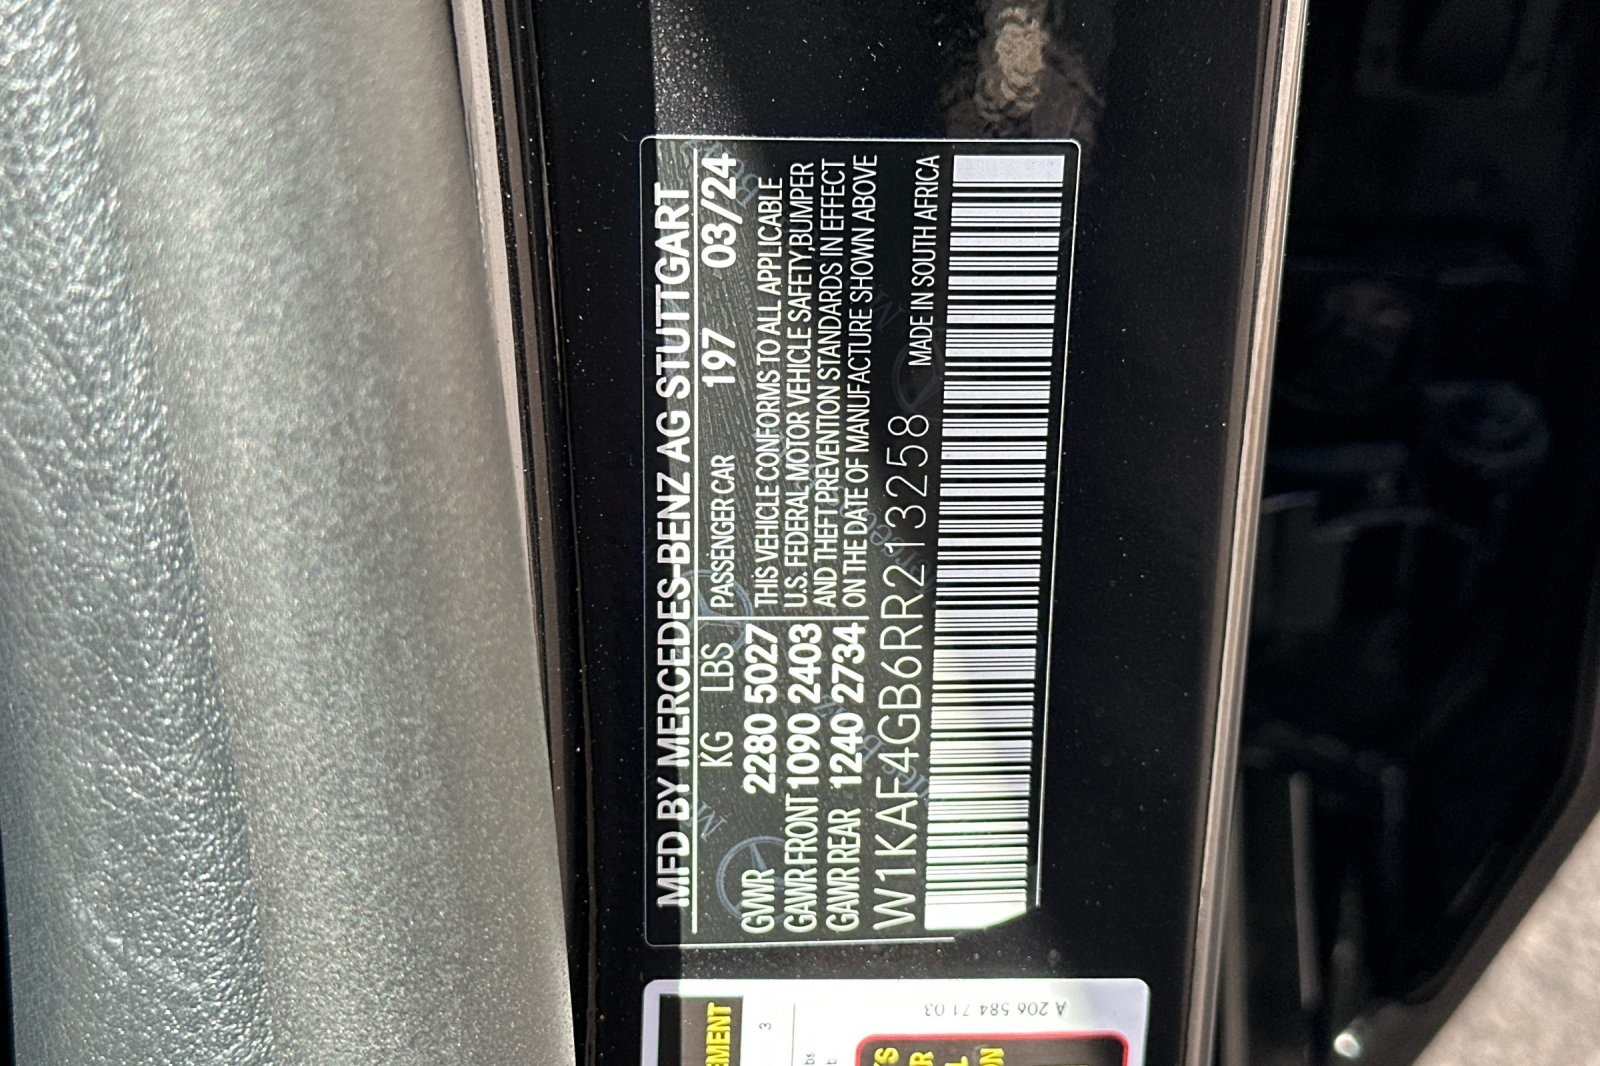 MFD BY MERCEDES-BENZ AG STUTTGART
KG LBS
GWWR 2280 5027
GAWR FRONT 1090 2403
GAWR REAR 1240 2734
PASSENGER CAR 197 03/24
THIS VEHICLE CONFORMS TO ALL APPLICABLE
U.S. FEDERAL MOTOR VEHICLE SAFETY, BUMPER
AND THEFT PREVENTION STANDARDS IN EFFECT
ON THE DATE OF MANUFACTURE SHOWN ABOVE
W1KAF4GB6RR213258 MADE IN SOUTH AFRICA
A 206 584 71 03
3